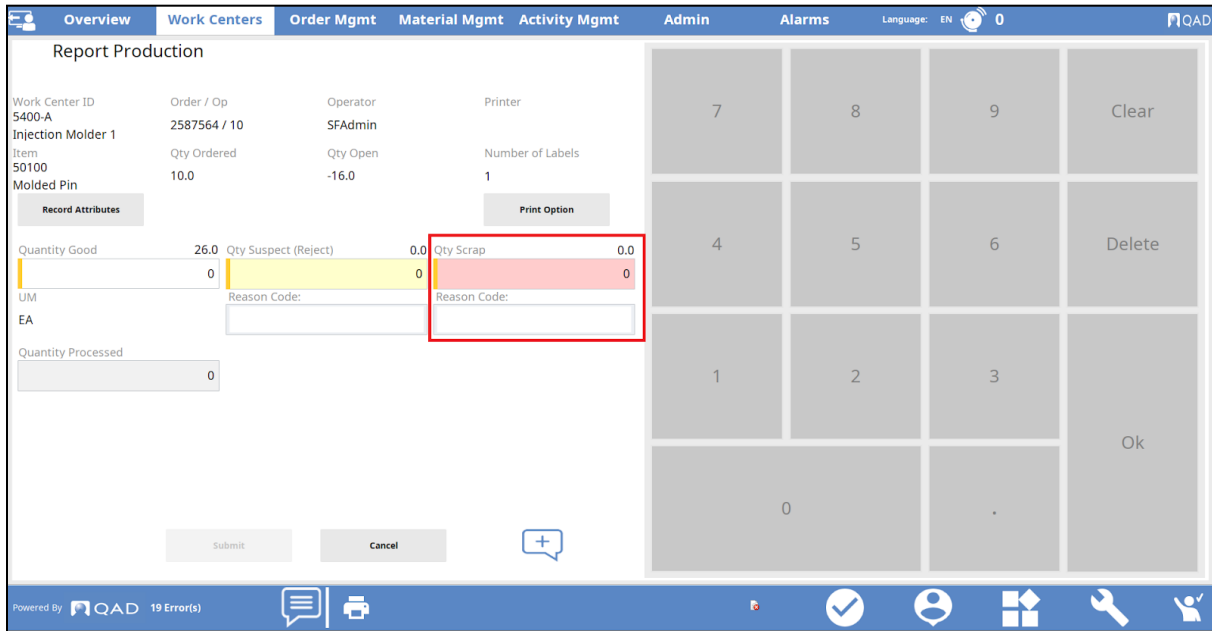 Overview Work Centers Order Mgmt Material Mgmt Activity Mgmt Admin Alarms Language: EN 0 QAD
Report Production
Work Center ID Order / Op Operator Printer
5400-A 2587564 / 10 SFAdmin
Injection Molder 1
Item Qty Ordered Qty Open Number of Labels
50100 10.0 -16.0 1
Molded Pin
Record Attributes Print Option
Quantity Good 26.0 Qty Suspect (Reject) 0.0 Qty Scrap 0.0
0 0 0
UM Reason Code: Reason Code:
EA
Quantity Processed
0
Submit Cancel
7 8 9 Clear
4 5 6 Delete
1 2 3
Ok
0 .
Powered By QAD 19 Error(s)